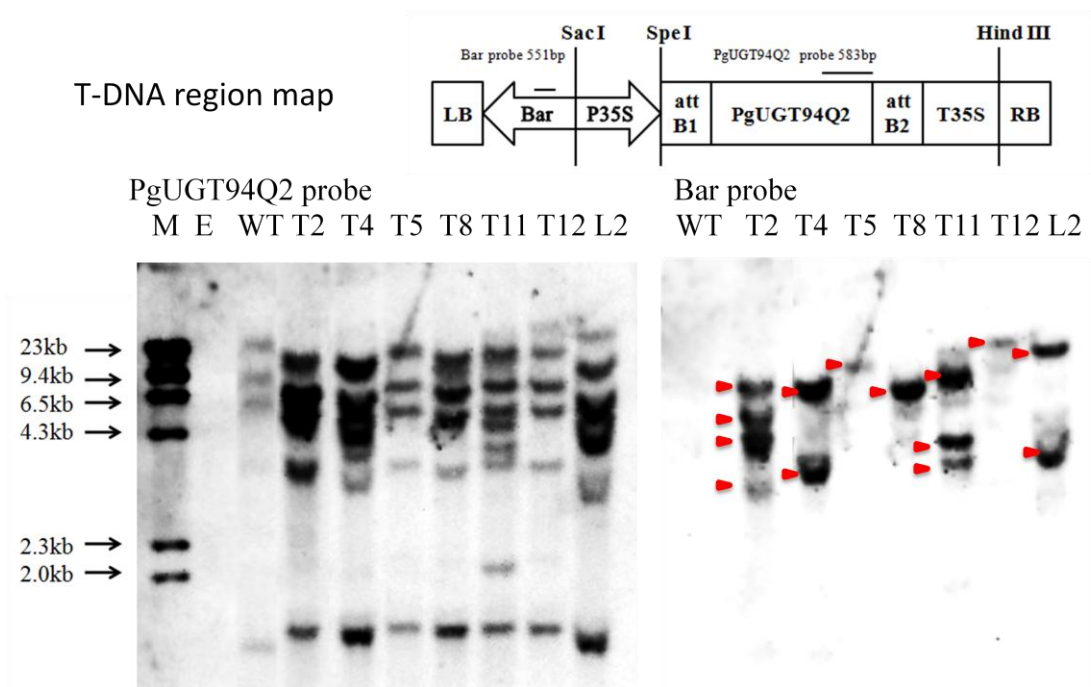 SacI SpeI Hind III
Bar probe 551bp PgUGT94Q2 probe 583bp
T-DNA region map
LB Bar P35S att B1 PgUGT94Q2 att B2 T35S RB
PgUGT94Q2 probe Bar probe
M E WT T2 T4 T5 T8 T11 T12 L2 WT T2 T4 T5 T8 T11 T12 L2
23kb
9.4kb
6.5kb
4.3kb
2.3kb
2.0kb